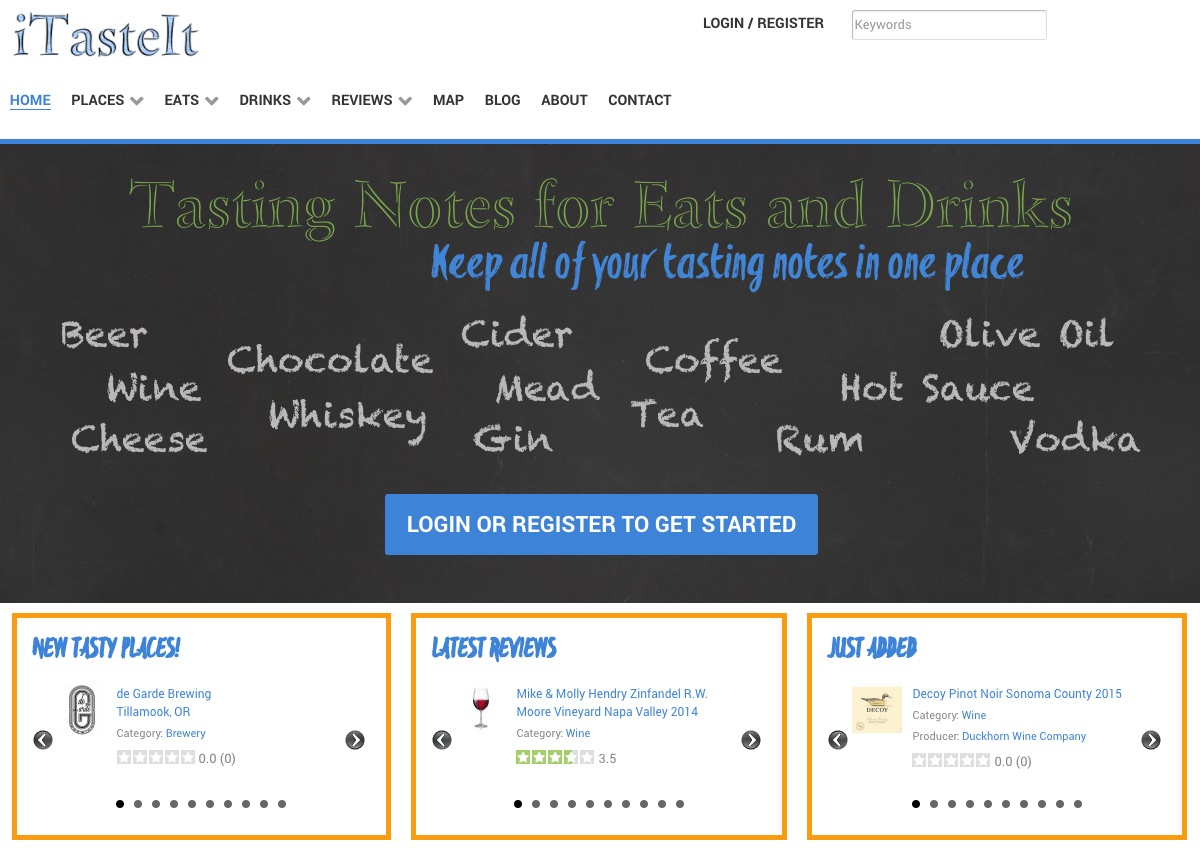 iTasteIt
LOGIN / REGISTER
Keywords
HOME PLACES EATS DRINKS REVIEWS MAP BLOG ABOUT CONTACT
Tasting Notes for Eats and Drinks
Keep all of your tasting notes in one place
Beer
Cider
Olive Oil
Chocolate
Coffee
Wine
Mead
Hot Sauce
Whiskey
Tea
Cheese
Gin
Rum
Vodka
LOGIN OR REGISTER TO GET STARTED
NEW TASTY PLACES!
de Garde Brewing
Tillamook, OR
Category: Brewery
0.0 (0)
LATEST REVIEWS
Mike & Molly Hendry Zinfandel R.W.
Moore Vineyard Napa Valley 2014
Category: Wine
3.5
JUST ADDED
DECOY
Decoy Pinot Noir Sonoma County 2015
Category: Wine
Producer: Duckhorn Wine Company
0.0 (0)